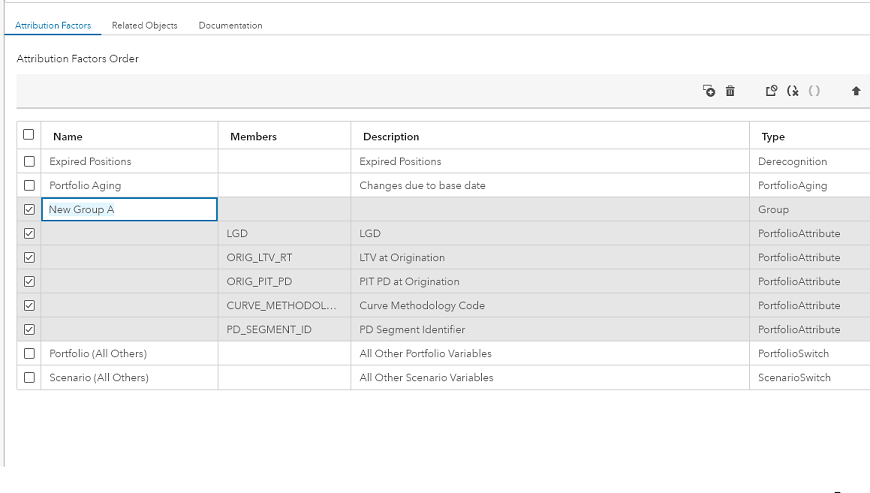 Attribution Factors Related Objects Documentation
Attribution Factors Order
Name Members Description Type
Expired Positions Expired Positions Derecognition
Portfolio Aging Changes due to base date PortfolioAging
New Group A Group
LGD LGD PortfolioAttribute
ORIG_LTV_RT LTV at Origination PortfolioAttribute
ORIG_PIT_PD PIT PD at Origination PortfolioAttribute
CURVE_METHODOL... Curve Methodology Code PortfolioAttribute
PD_SEGMENT_ID PD Segment Identifier PortfolioAttribute
Portfolio (All Others) All Other Portfolio Variables PortfolioSwitch
Scenario (All Others) All Other Scenario Variables ScenarioSwitch